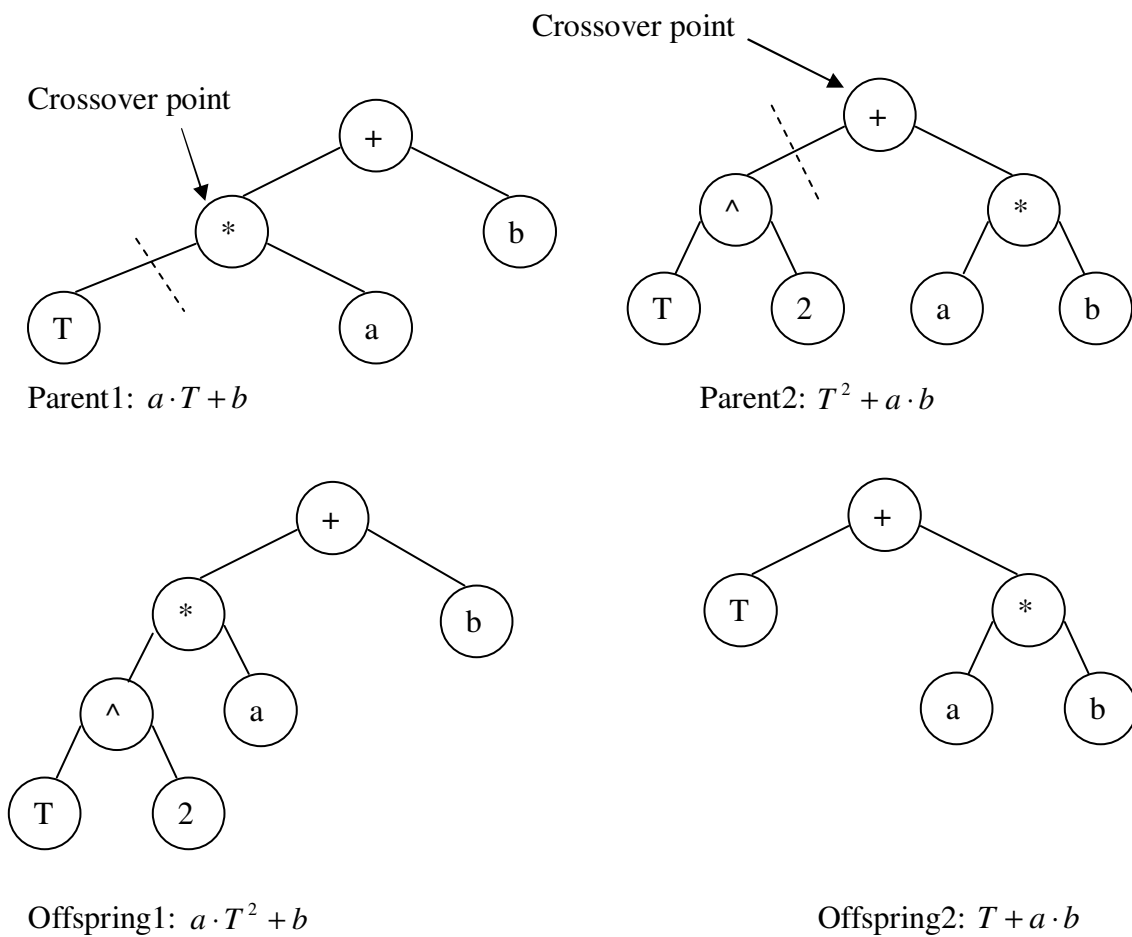 Crossover point
Crossover point
+
+
*
b
^
*
T
a
T
2
a
b
Parent1: a · T + b
Parent2: T² + a · b
+
+
*
b
T
*
^
a
a
b
T
2
Offspring1: a · T² + b
Offspring2: T + a · b